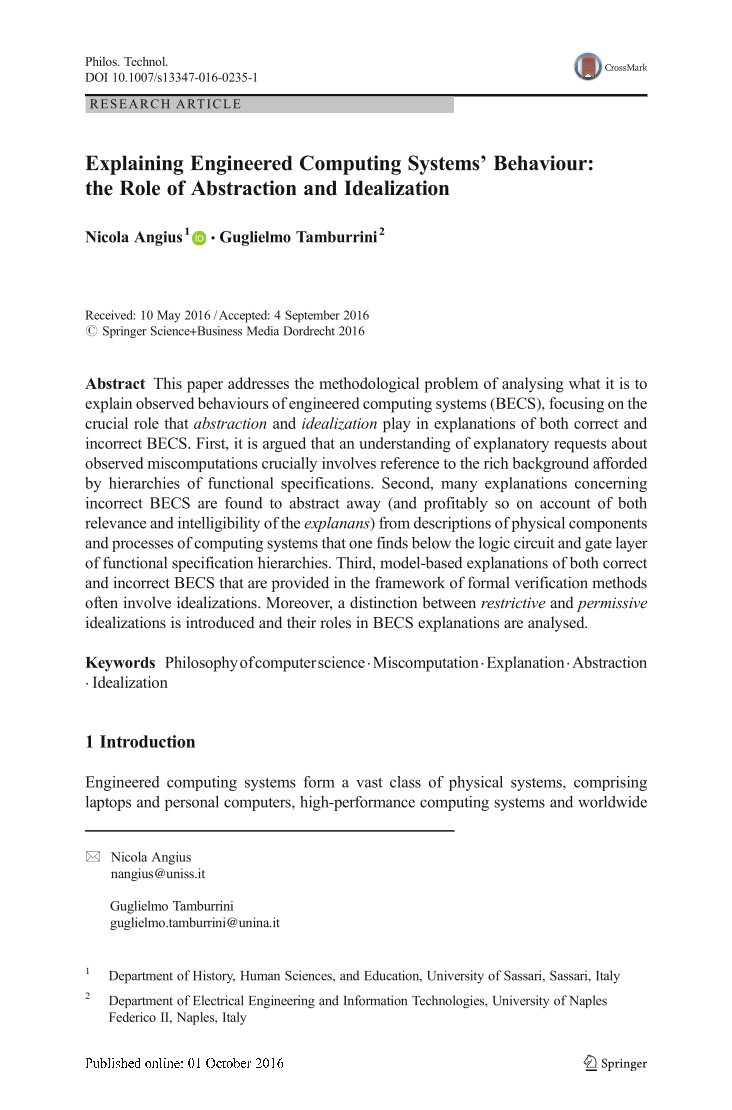 Philos. Technol.
DOI 10.1007/s13347-016-0235-1
CrossMark
RESEARCH ARTICLE
Explaining Engineered Computing Systems’ Behaviour:
the Role of Abstraction and Idealization
Nicola Angius1 iD · Guglielmo Tamburrini2
Received: 10 May 2016 / Accepted: 4 September 2016
© Springer Science+Business Media Dordrecht 2016
Abstract This paper addresses the methodological problem of analysing what it is to
explain observed behaviours of engineered computing systems (BECS), focusing on the
crucial role that abstraction and idealization play in explanations of both correct and
incorrect BECS. First, it is argued that an understanding of explanatory requests about
observed miscomputations crucially involves reference to the rich background afforded
by hierarchies of functional specifications. Second, many explanations concerning
incorrect BECS are found to abstract away (and profitably so on account of both
relevance and intelligibility of the explanans) from descriptions of physical components
and processes of computing systems that one finds below the logic circuit and gate layer
of functional specification hierarchies. Third, model-based explanations of both correct
and incorrect BECS that are provided in the framework of formal verification methods
often involve idealizations. Moreover, a distinction between restrictive and permissive
idealizations is introduced and their roles in BECS explanations are analysed.
Keywords Philosophy of computer science · Miscomputation · Explanation · Abstraction
· Idealization
1 Introduction
Engineered computing systems form a vast class of physical systems, comprising
laptops and personal computers, high-performance computing systems and worldwide
Nicola Angius
nangius@uniss.it
Guglielmo Tamburrini
guglielmo.tamburrini@unina.it
1 Department of History, Human Sciences, and Education, University of Sassari, Sassari, Italy
2 Department of Electrical Engineering and Information Technologies, University of Naples
Federico II, Naples, Italy
Published online: 01 October 2016
Springer